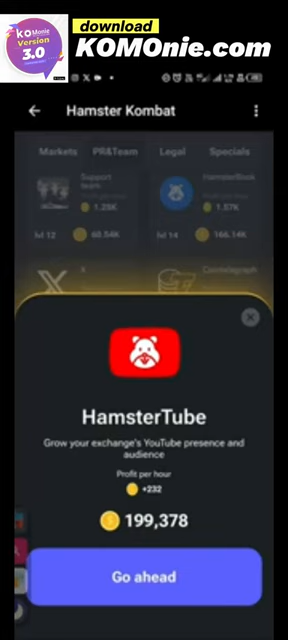 download
KOMOnie.com
koMonie
Version
3.0
Hamster Kombat
Markets
PR&Team
Legal
Specials
Support
team
1.25K
lvl 12
60.54K
HamsterBook
1.57K
lvl 14
166.14K
X
Cointelegraph
HamsterTube
Grow your exchange's YouTube presence and
audience
Profit per hour
+232
199,378
Go ahead